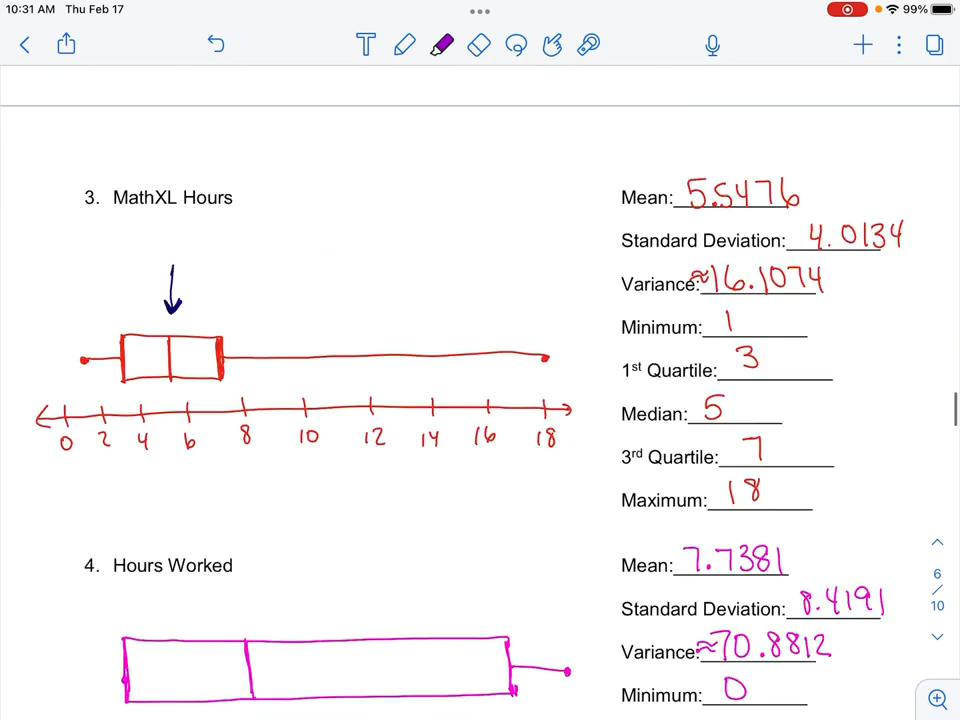 10:31 AM Thu Feb 17
99%
T
3. MathXL Hours
Mean: 5.5476
Standard Deviation: 4.0134
Variance: ≈16.1074
Minimum: 1
1st Quartile: 3
Median: 5
3rd Quartile: 7
Maximum: 18
0 2 4 6 8 10 12 14 16 18
4. Hours Worked
Mean: 7.7381
Standard Deviation: 8.4191
Variance: ≈70.8812
Minimum: 0
6
/
10